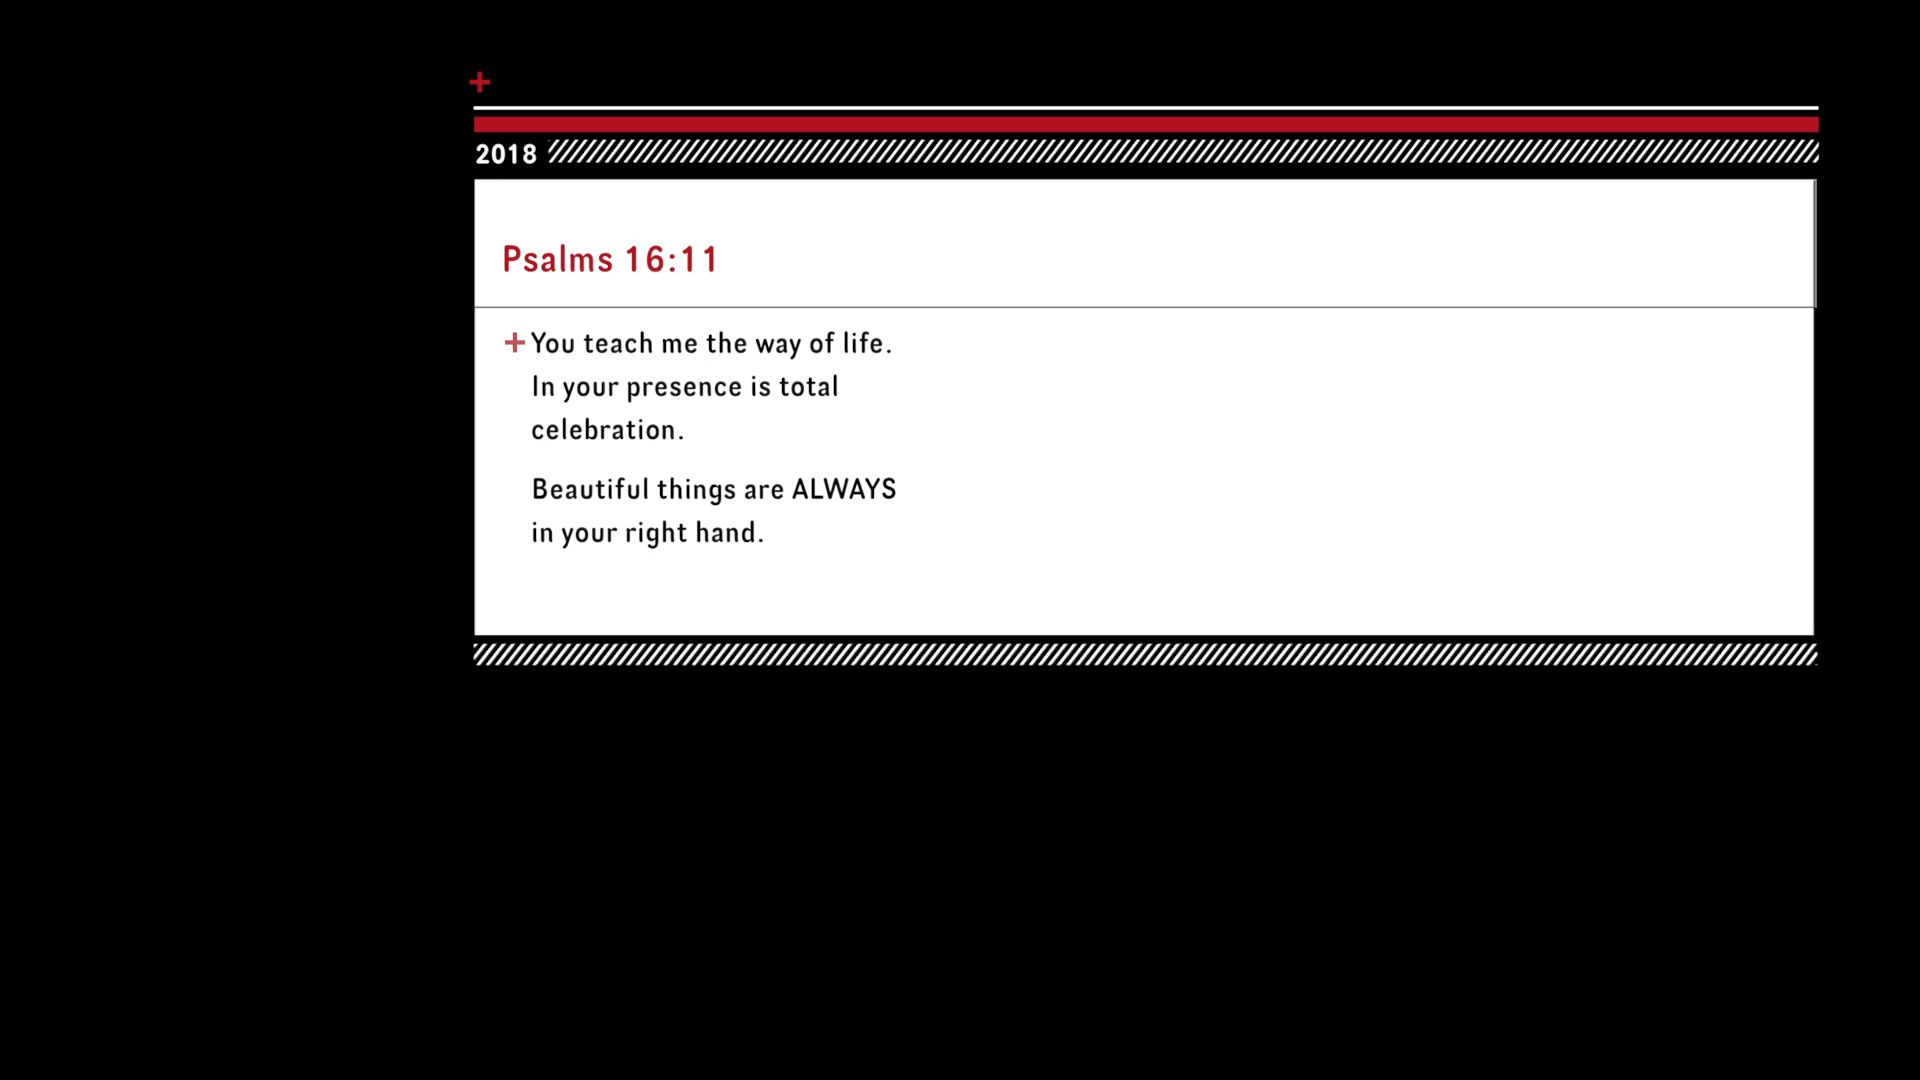 2018
Psalms 16:11
You teach me the way of life.
In your presence is total
celebration.
Beautiful things are ALWAYS
in your right hand.